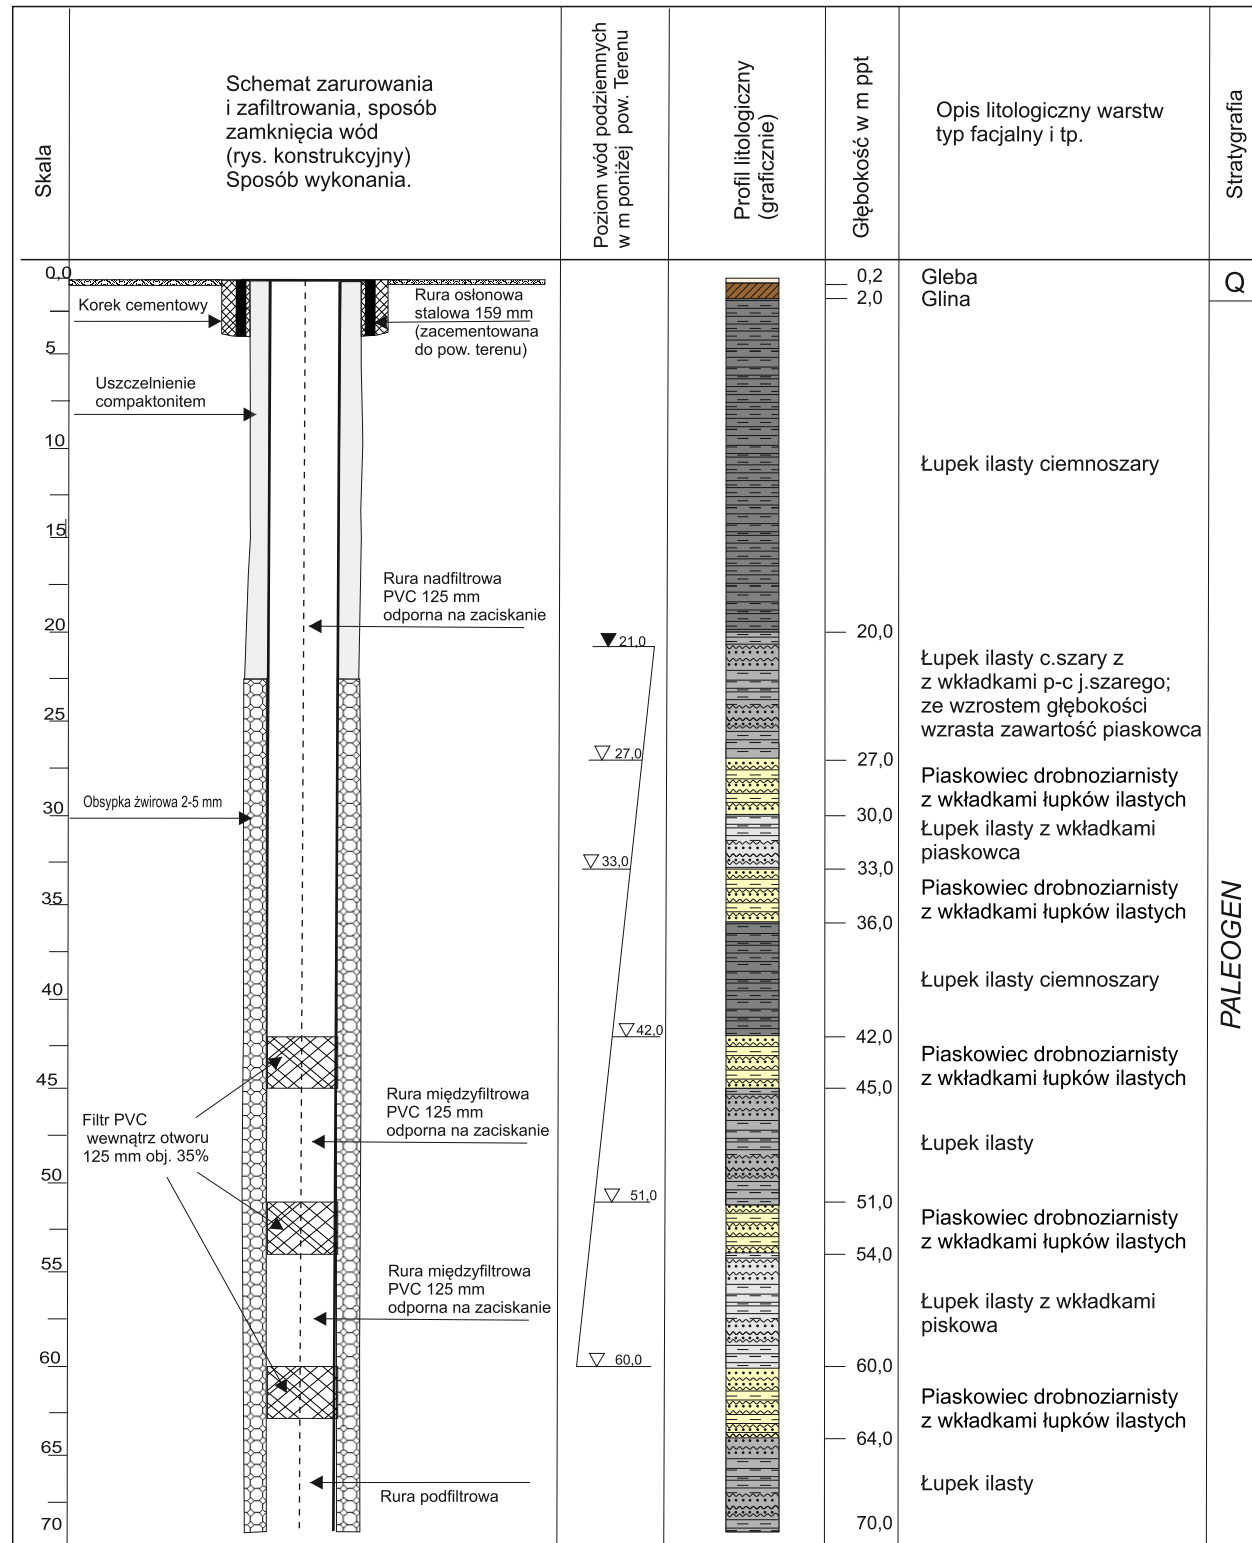 Skala
Schemat zarurowania
i zafiltrowania, sposób
zamknięcia wód
(rys. konstrukcyjny)
Sposób wykonania.
Poziom wód podziemnych
w m poniżej pow. Terenu
Profil litologiczny
(graficznie)
Głębokość w m ppt
Opis litologiczny warstw
typ facjalny i tp.
Stratygrafia
0,0
5
10
15
20
25
30
35
40
45
50
55
60
65
70
Korek cementowy
Rura osłonowa
stalowa 159 mm
(zacementowana
do pow. terenu)
Uszczelnienie
compaktonitem
Rura nadfiltrowa
PVC 125 mm
odporna na zaciskanie
Obsypka żwirowa 2-5 mm
Filtr PVC
wewnątrz otworu
125 mm obj. 35%
Rura międzyfiltrowa
PVC 125 mm
odporna na zaciskanie
Rura międzyfiltrowa
PVC 125 mm
odporna na zaciskanie
Rura podfiltrowa
21,0
27,0
33,0
42,0
51,0
60,0
0,2
2,0
20,0
27,0
30,0
33,0
36,0
42,0
45,0
51,0
54,0
60,0
64,0
70,0
Gleba
Glina
Łupek ilasty ciemnoszary
Łupek ilasty c.szary z
z wkładkami p-c j.szarego;
ze wzrostem głębokości
wzrasta zawartość piaskowca
Piaskowiec drobnoziarnisty
z wkładkami łupków ilastych
Łupek ilasty z wkładkami
piaskowca
Piaskowiec drobnoziarnisty
z wkładkami łupków ilastych
Łupek ilasty ciemnoszary
Piaskowiec drobnoziarnisty
z wkładkami łupków ilastych
Łupek ilasty
Piaskowiec drobnoziarnisty
z wkładkami łupków ilastych
Łupek ilasty z wkładkami
piskowa
Piaskowiec drobnoziarnisty
z wkładkami łupków ilastych
Łupek ilasty
Q
PALEOGEN